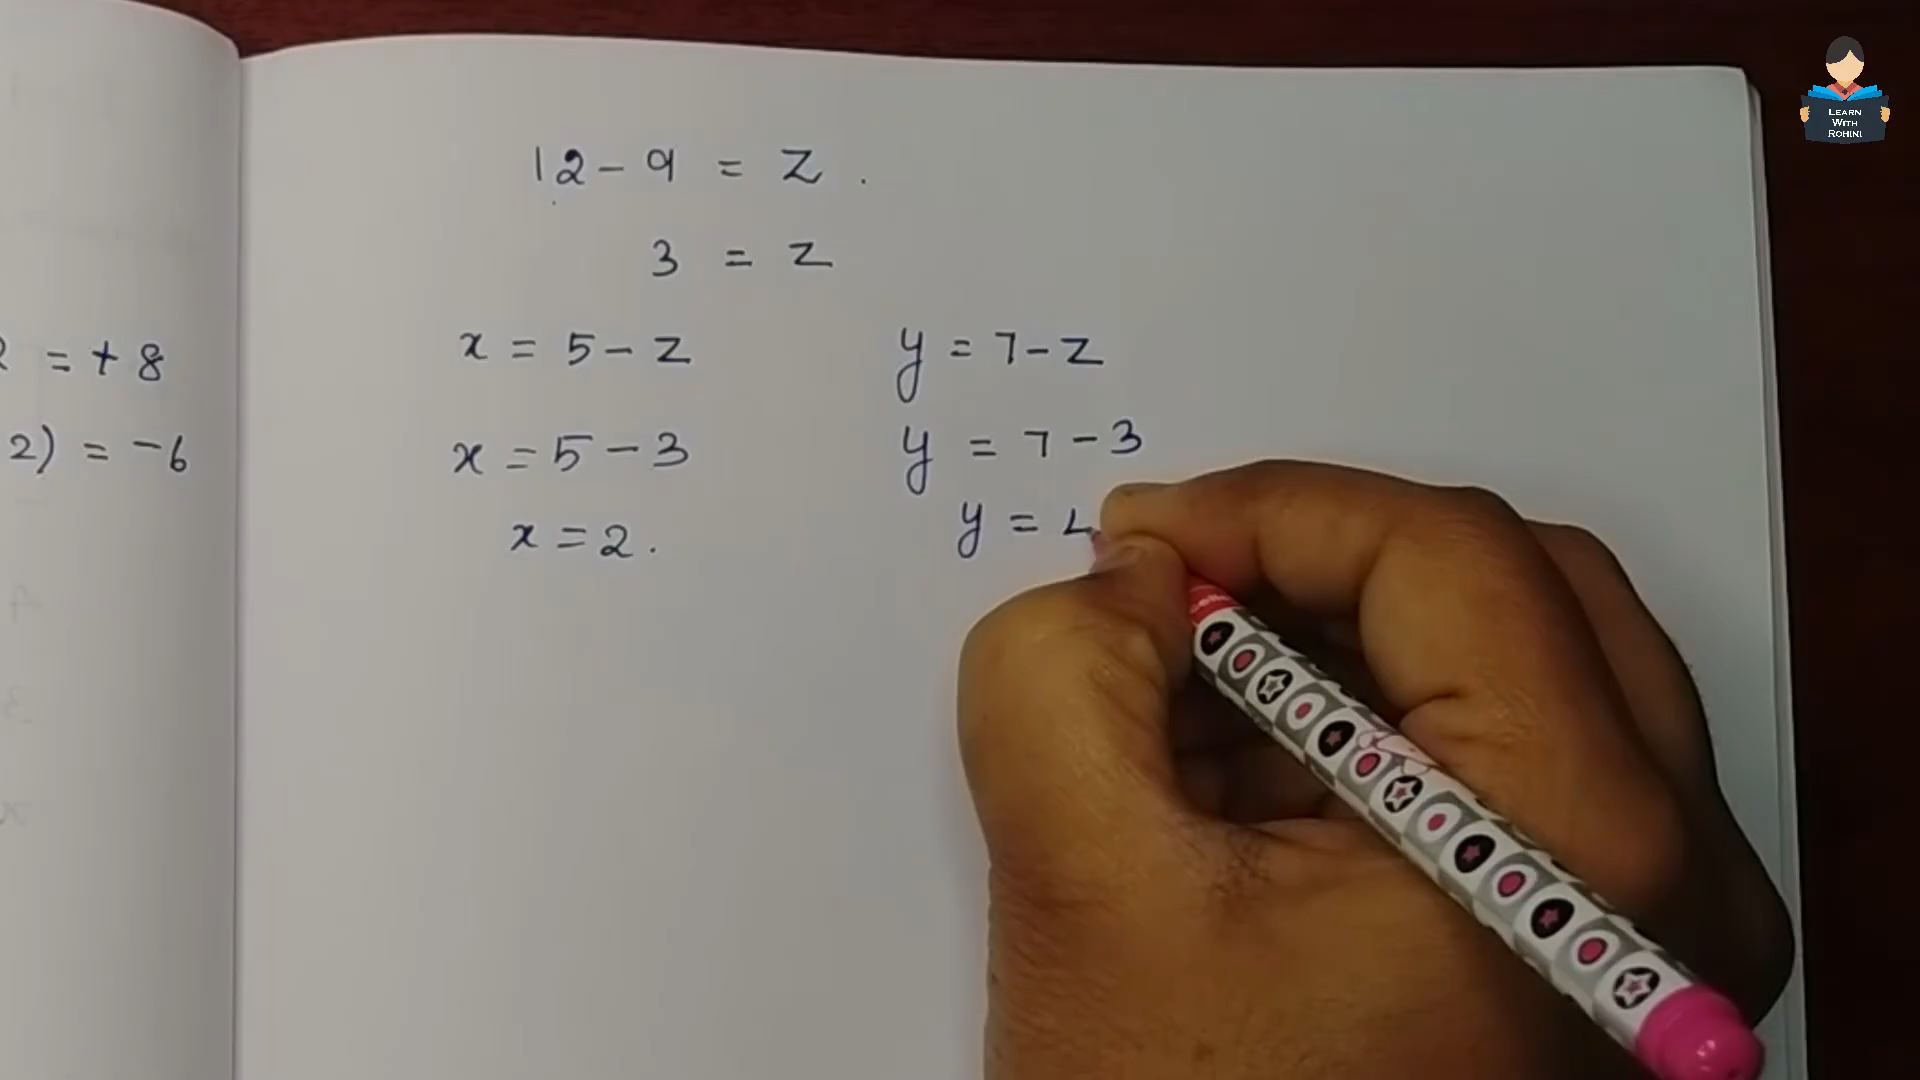 = + 8
2) = -6
12 - 9 = Z .
3 = Z
x = 5 - Z
y = 7 - Z
x = 5 - 3
y = 7 - 3
x = 2 .
y = 4
LEARN
WITH
ROHINI